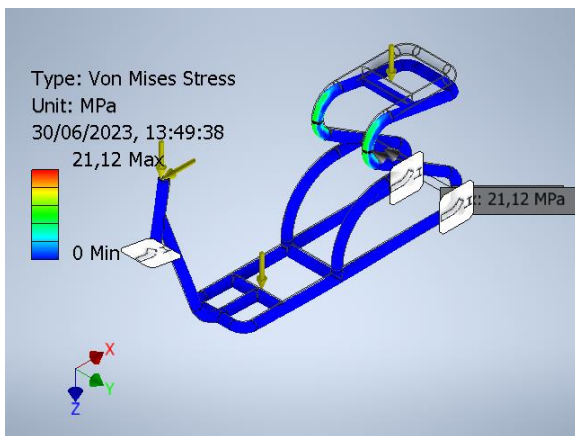 Type: Von Mises Stress
Unit: MPa
30/06/2023, 13:49:38
21,12 Max
0 Min
: 21,12 MPa
X
Y
Z